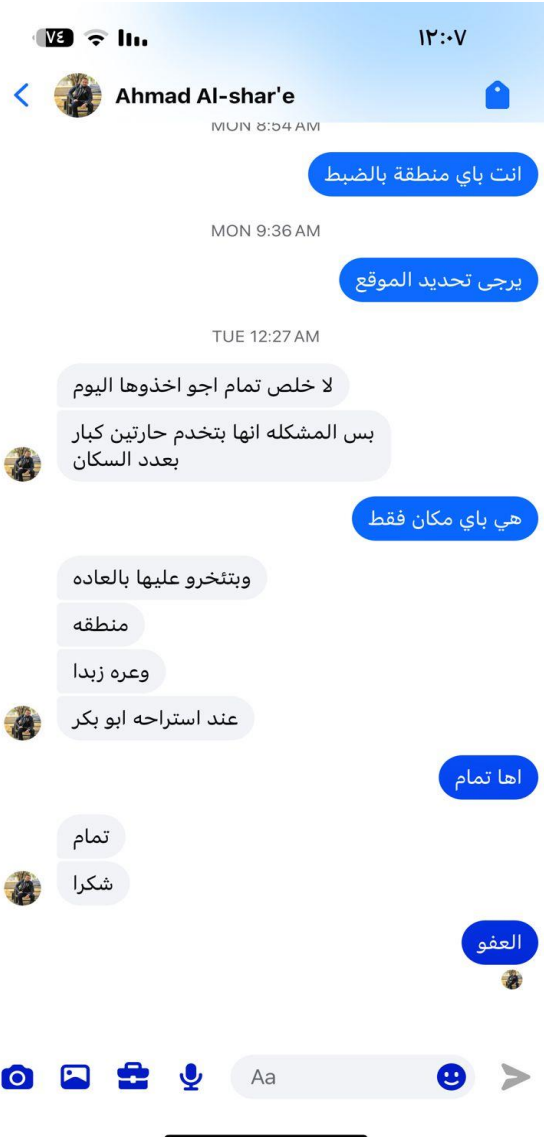 ١٢:٠٧
٧٤
Ahmad Al-shar'e
MON 8:54 AM
انت باي منطقة بالضبط
MON 9:36 AM
يرجى تحديد الموقع
TUE 12:27 AM
لا خلص تمام اجو اخذوها اليوم
بس المشكله انها بتخدم حارتين كبار
بعدد السكان
هي باي مكان فقط
وبتئخرو عليها بالعاده
منطقه
وعره زبدا
عند استراحه ابو بكر
اها تمام
تمام
شكرا
العفو
Aa